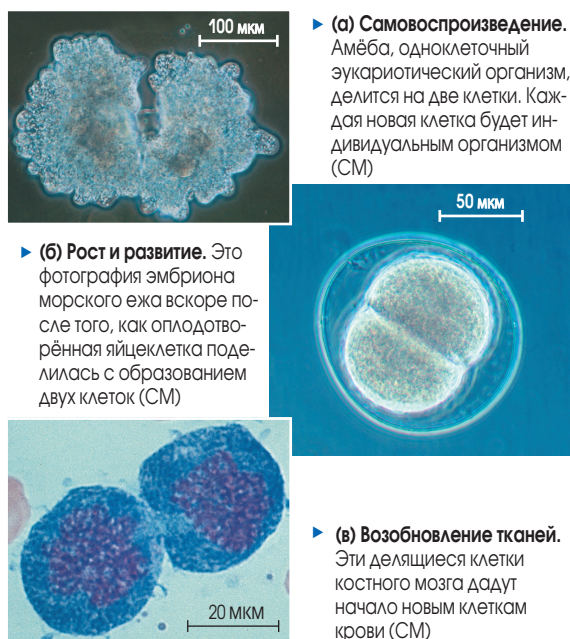 100 мкм
▶ (а) Самовоспроизведение.
Амёба, одноклеточный
эукариотический организм,
делится на две клетки. Каж-
дая новая клетка будет ин-
дивидуальным организмом
(СМ)
50 мкм
▶ (б) Рост и развитие. Это
фотография эмбриона
морского ежа вскоре по-
сле того, как оплодотво-
рённая яйцеклетка поде-
лилась с образованием
двух клеток (СМ)
20 мкм
▶ (в) Возобновление тканей.
Эти делящиеся клетки
костного мозга дадут
начало новым клеткам
крови (СМ)